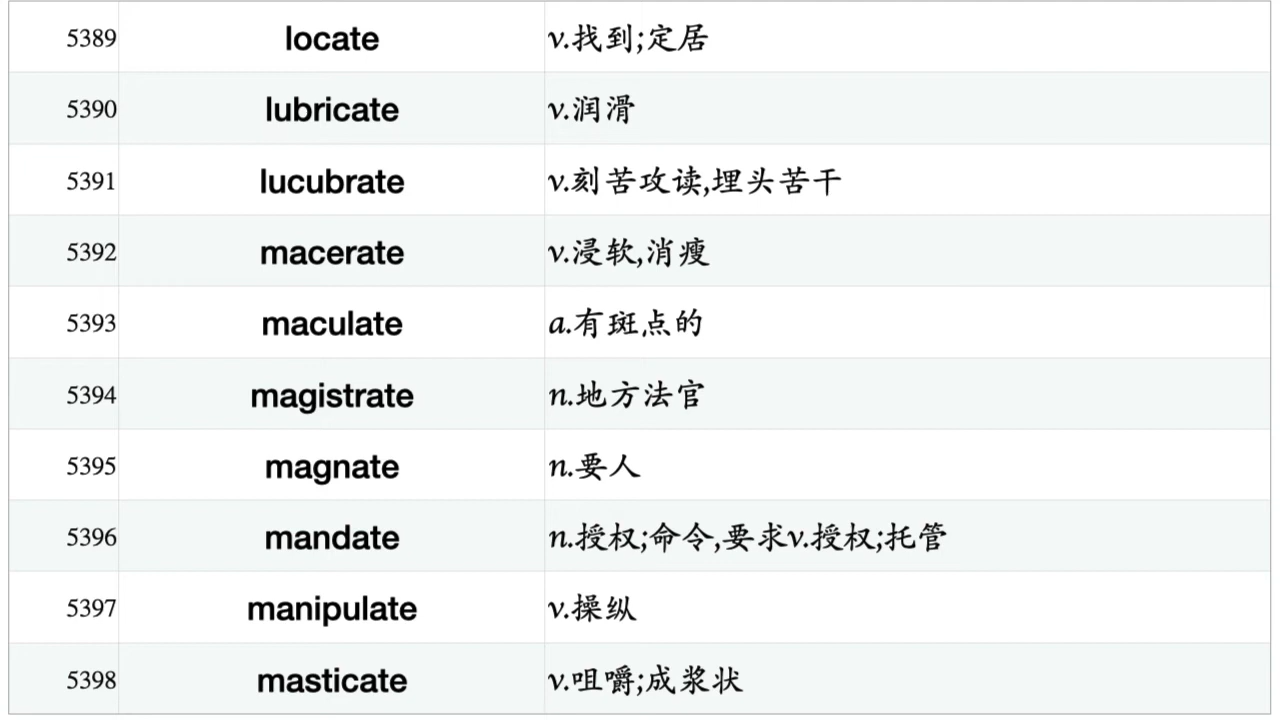 5389 locate v.找到;定居
5390 lubricate v.润滑
5391 lucubrate v.刻苦攻读,埋头苦干
5392 macerate v.浸软,消瘦
5393 maculate a.有斑点的
5394 magistrate n.地方法官
5395 magnate n.要人
5396 mandate n.授权;命令,要求v.授权;托管
5397 manipulate v.操纵
5398 masticate v.咀嚼;成浆状